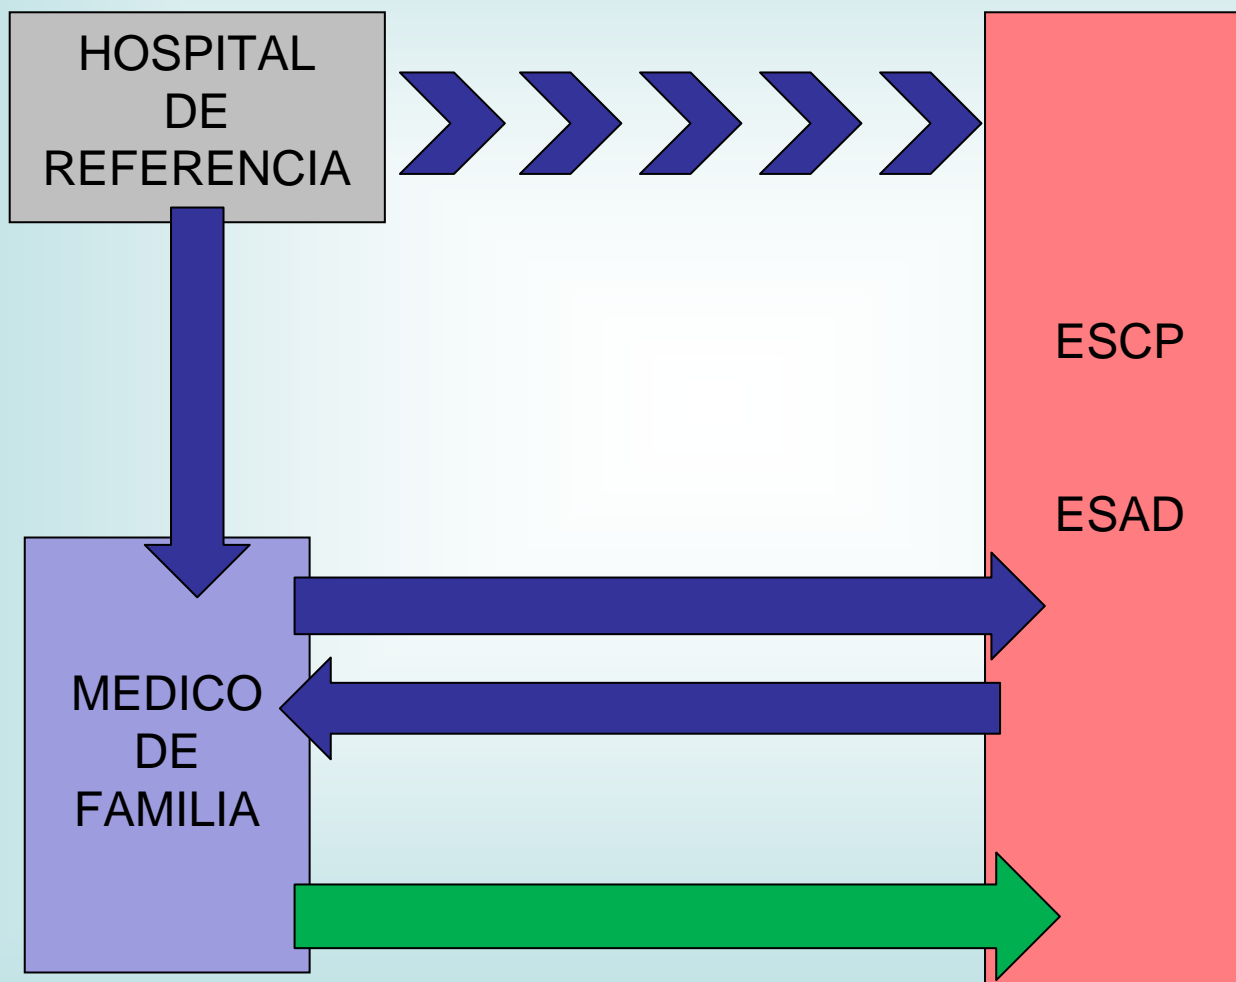 HOSPITAL
DE
REFERENCIA
ESCP
ESAD
MEDICO
DE
FAMILIA